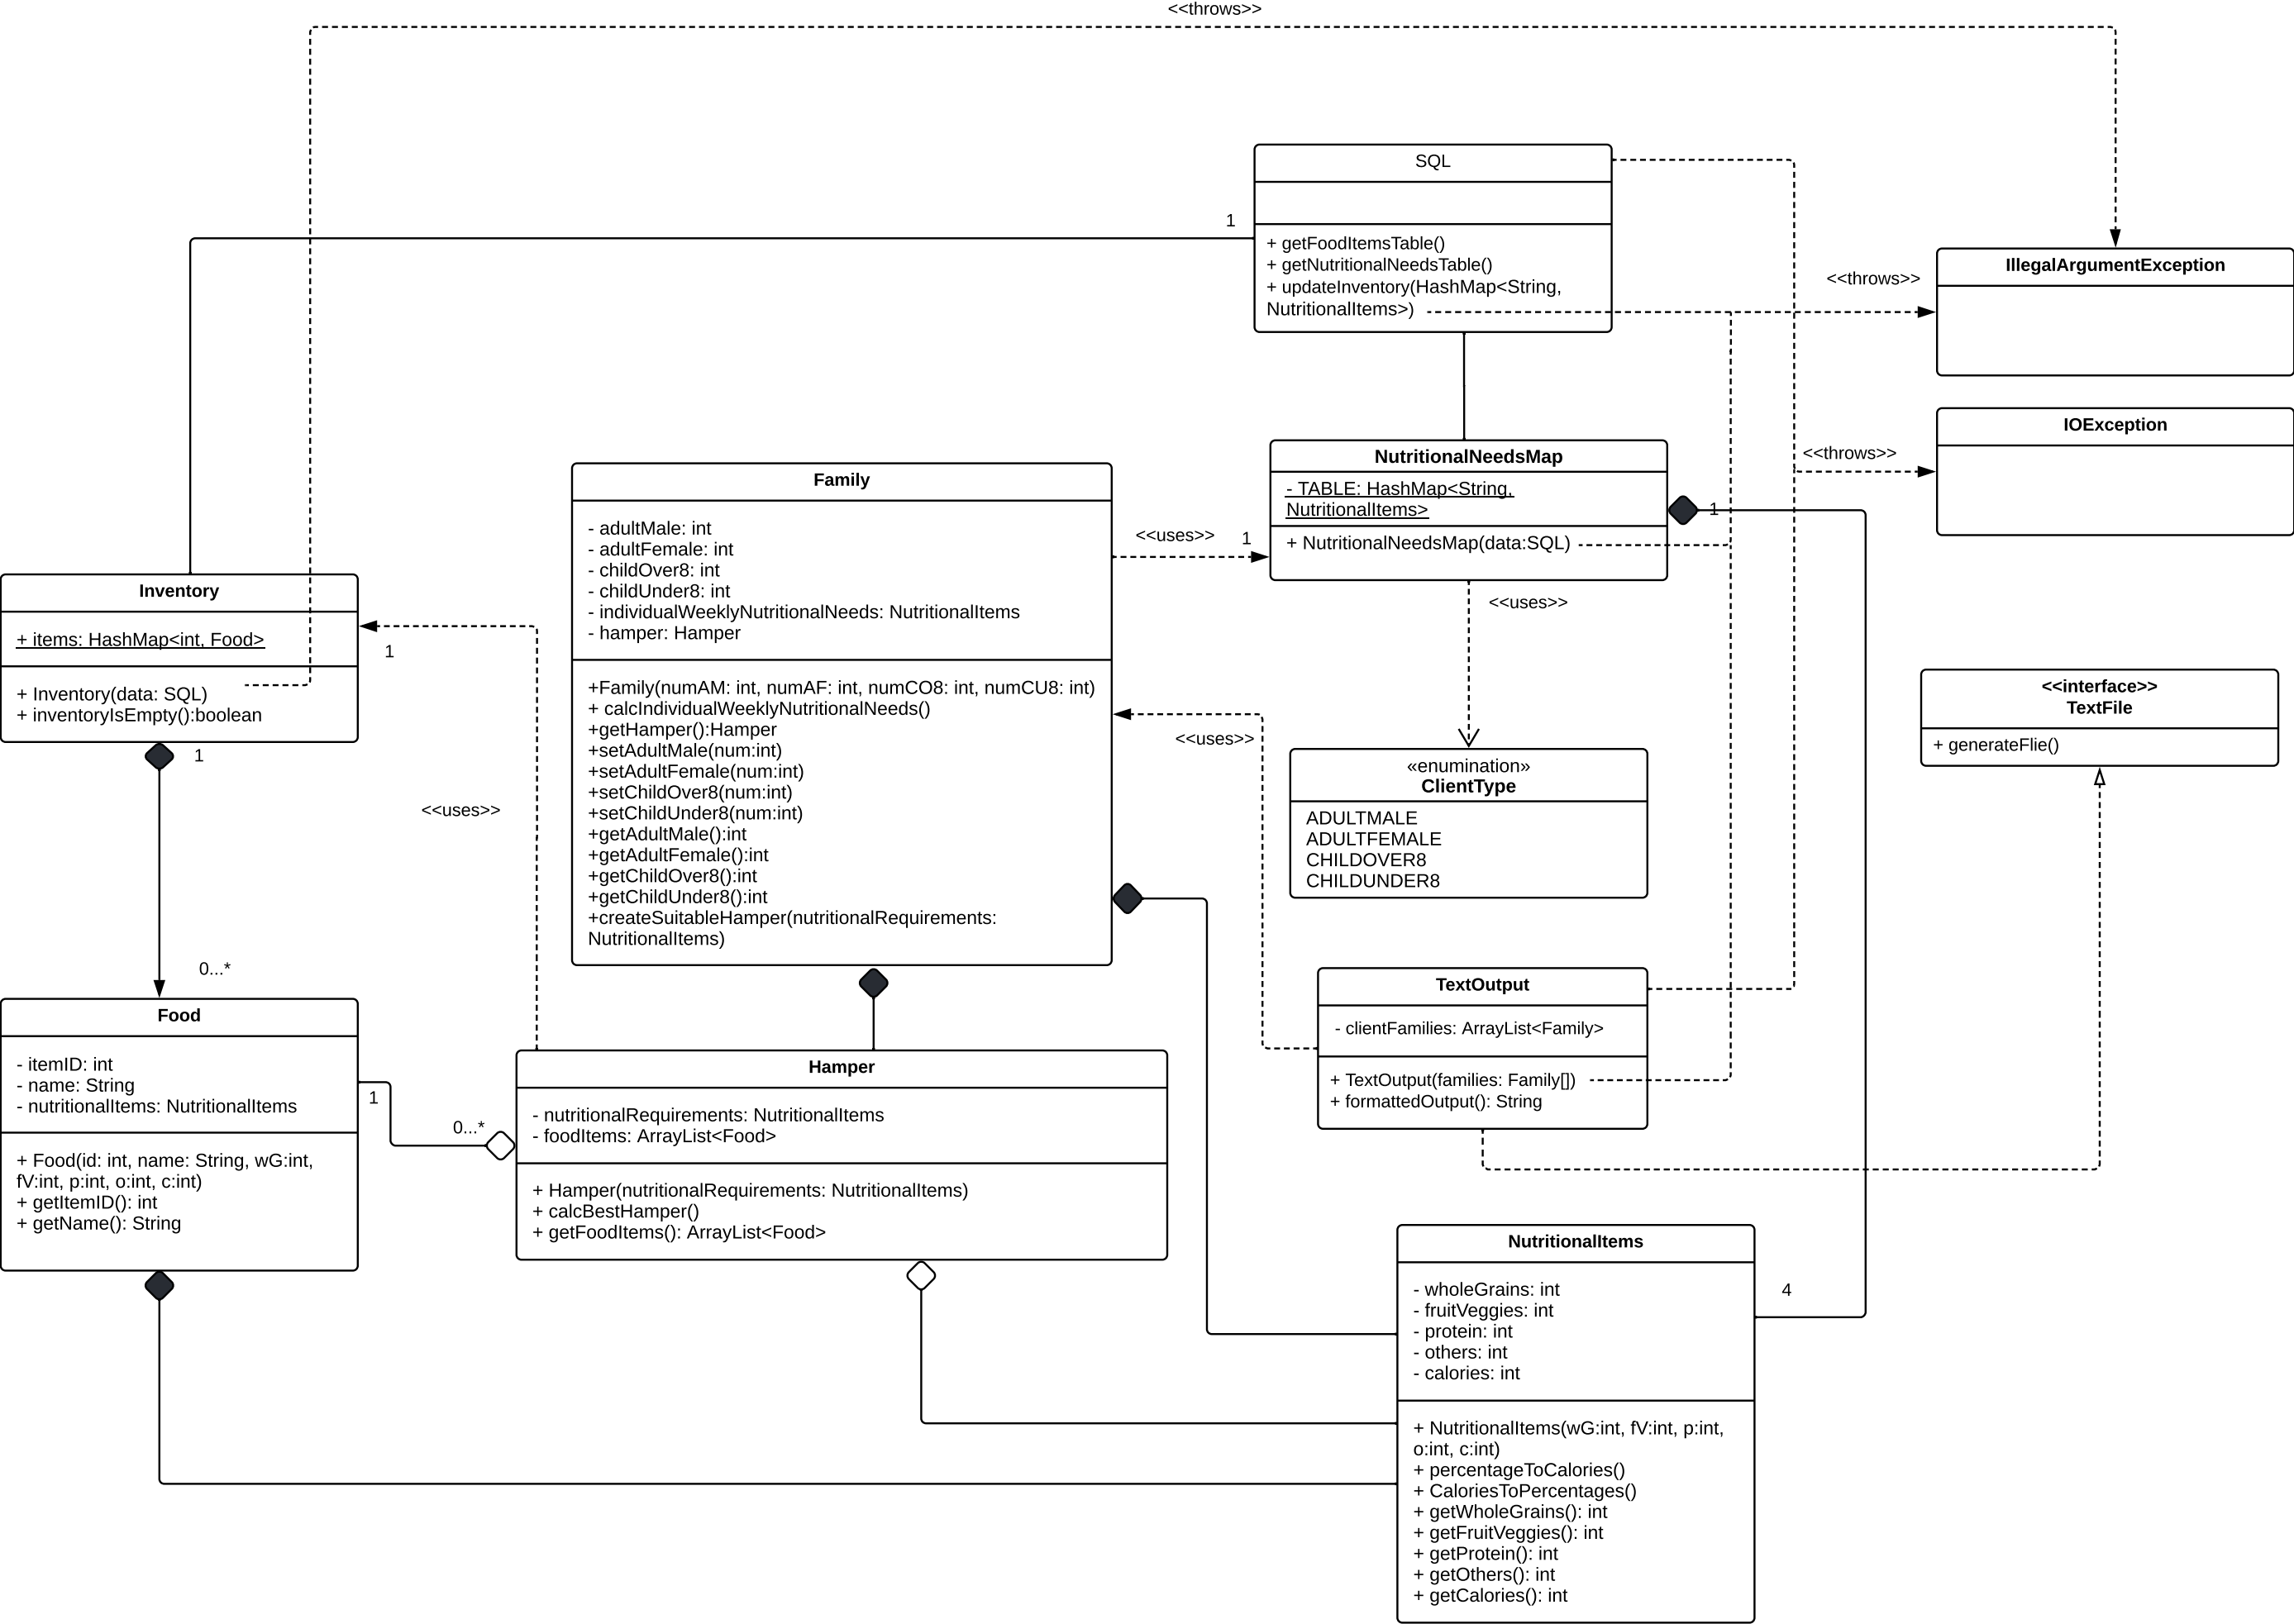 <<throws>>
SQL
+ getFoodItemsTable()
+ getNutritionalNeedsTable()
+ updateInventory(HashMap<String,
NutritionalItems>)
1
<<throws>>
IllegalArgumentException
IOException
<<throws>>
NutritionalNeedsMap
- TABLE: HashMap<String,
NutritionalItems>
+ NutritionalNeedsMap(data:SQL)
1
Family
- adultMale: int
- adultFemale: int
- childOver8: int
- childUnder8: int
- individualWeeklyNutritionalNeeds: NutritionalItems
- hamper: Hamper
+Family(numAM: int, numAF: int, numCO8: int, numCU8: int)
+ calcIndividualWeeklyNutritionalNeeds()
+getHamper():Hamper
+setAdultMale(num:int)
+setAdultFemale(num:int)
+setChildOver8(num:int)
+setChildUnder8(num:int)
+getAdultMale():int
+getAdultFemale():int
+getChildOver8():int
+getChildUnder8():int
+createSuitableHamper(nutritionalRequirements:
NutritionalItems)
<<uses>>
1
<<uses>>
<<uses>>
Inventory
+ items: HashMap<int, Food>
+ Inventory(data: SQL)
+ inventoryIsEmpty():boolean
1
1
<<uses>>
0...*
<<interface>>
TextFile
+ generateFlie()
«enumination»
ClientType
ADULTMALE
ADULTFEMALE
CHILDOVER8
CHILDUNDER8
Food
- itemID: int
- name: String
- nutritionalItems: NutritionalItems
+ Food(id: int, name: String, wG:int,
fV:int, p:int, o:int, c:int)
+ getItemID(): int
+ getName(): String
1
0...*
Hamper
- nutritionalRequirements: NutritionalItems
- foodItems: ArrayList<Food>
+ Hamper(nutritionalRequirements: NutritionalItems)
+ calcBestHamper()
+ getFoodItems(): ArrayList<Food>
TextOutput
- clientFamilies: ArrayList<Family>
+ TextOutput(families: Family[])
+ formattedOutput(): String
NutritionalItems
- wholeGrains: int
- fruitVeggies: int
- protein: int
- others: int
- calories: int
+ NutritionalItems(wG:int, fV:int, p:int,
o:int, c:int)
+ percentageToCalories()
+ CaloriesToPercentages()
+ getWholeGrains(): int
+ getFruitVeggies(): int
+ getProtein(): int
+ getOthers(): int
+ getCalories(): int
4